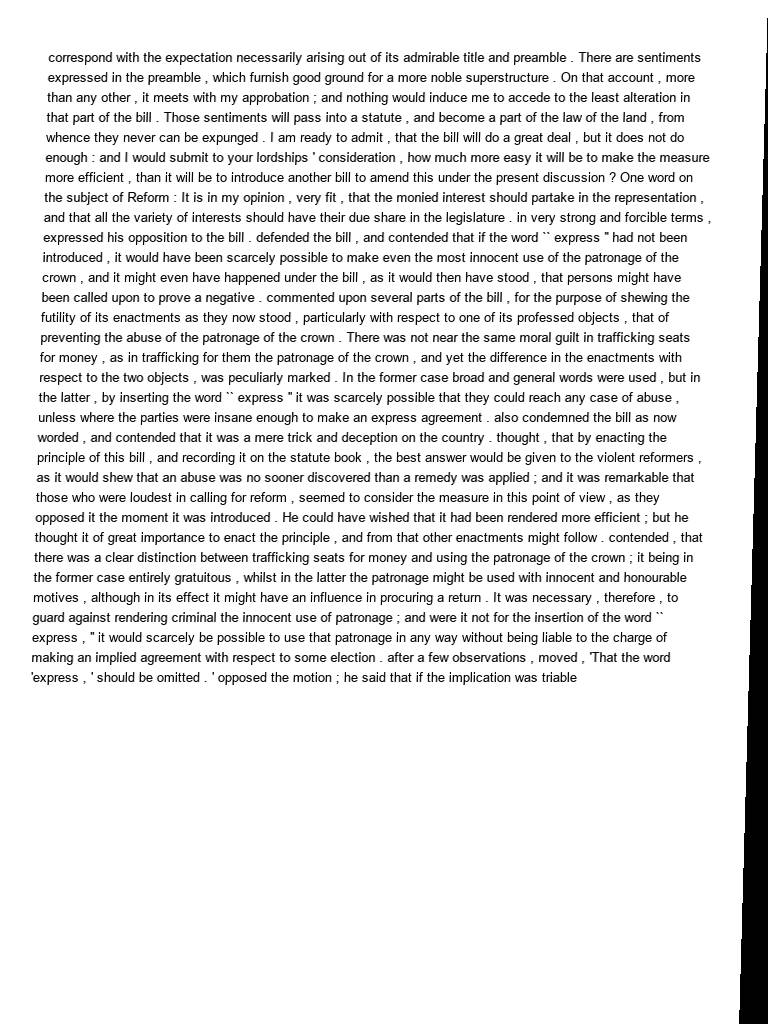 correspond with the expectation necessarily arising out of its admirable title and preamble . There are sentiments
expressed in the preamble , which furnish good ground for a more noble superstructure . On that account , more
than any other , it meets with my approbation ; and nothing would induce me to accede to the least alteration in
that part of the bill . Those sentiments will pass into a statute , and become a part of the law of the land , from
whence they never can be expunged . I am ready to admit , that the bill will do a great deal , but it does not do
enough : and I would submit to your lordships ' consideration , how much more easy it will be to make the measure
more efficient , than it will be to introduce another bill to amend this under the present discussion ? One word on
the subject of Reform : It is in my opinion , very fit , that the monied interest should partake in the representation ,
and that all the variety of interests should have their due share in the legislature . in very strong and forcible terms ,
expressed his opposition to the bill . defended the bill , and contended that if the word `` express " had not been
introduced , it would have been scarcely possible to make even the most innocent use of the patronage of the
crown , and it might even have happened under the bill , as it would then have stood , that persons might have
been called upon to prove a negative . commented upon several parts of the bill , for the purpose of shewing the
futility of its enactments as they now stood , particularly with respect to one of its professed objects , that of
preventing the abuse of the patronage of the crown . There was not near the same moral guilt in trafficking seats
for money , as in trafficking for them the patronage of the crown , and yet the difference in the enactments with
respect to the two objects , was peculiarly marked . In the former case broad and general words were used , but in
the latter , by inserting the word `` express " it was scarcely possible that they could reach any case of abuse ,
unless where the parties were insane enough to make an express agreement . also condemned the bill as now
worded , and contended that it was a mere trick and deception on the country . thought , that by enacting the
principle of this bill , and recording it on the statute book , the best answer would be given to the violent reformers ,
as it would shew that an abuse was no sooner discovered than a remedy was applied ; and it was remarkable that
those who were loudest in calling for reform , seemed to consider the measure in this point of view , as they
opposed it the moment it was introduced . He could have wished that it had been rendered more efficient ; but he
thought it of great importance to enact the principle , and from that other enactments might follow . contended , that
there was a clear distinction between trafficking seats for money and using the patronage of the crown ; it being in
the former case entirely gratuitous , whilst in the latter the patronage might be used with innocent and honourable
motives , although in its effect it might have an influence in procuring a return . It was necessary , therefore , to
guard against rendering criminal the innocent use of patronage ; and were it not for the insertion of the word ``
express , " it would scarcely be possible to use that patronage in any way without being liable to the charge of
making an implied agreement with respect to some election . after a few observations , moved , 'That the word
'express , ' should be omitted . ' opposed the motion ; he said that if the implication was triable